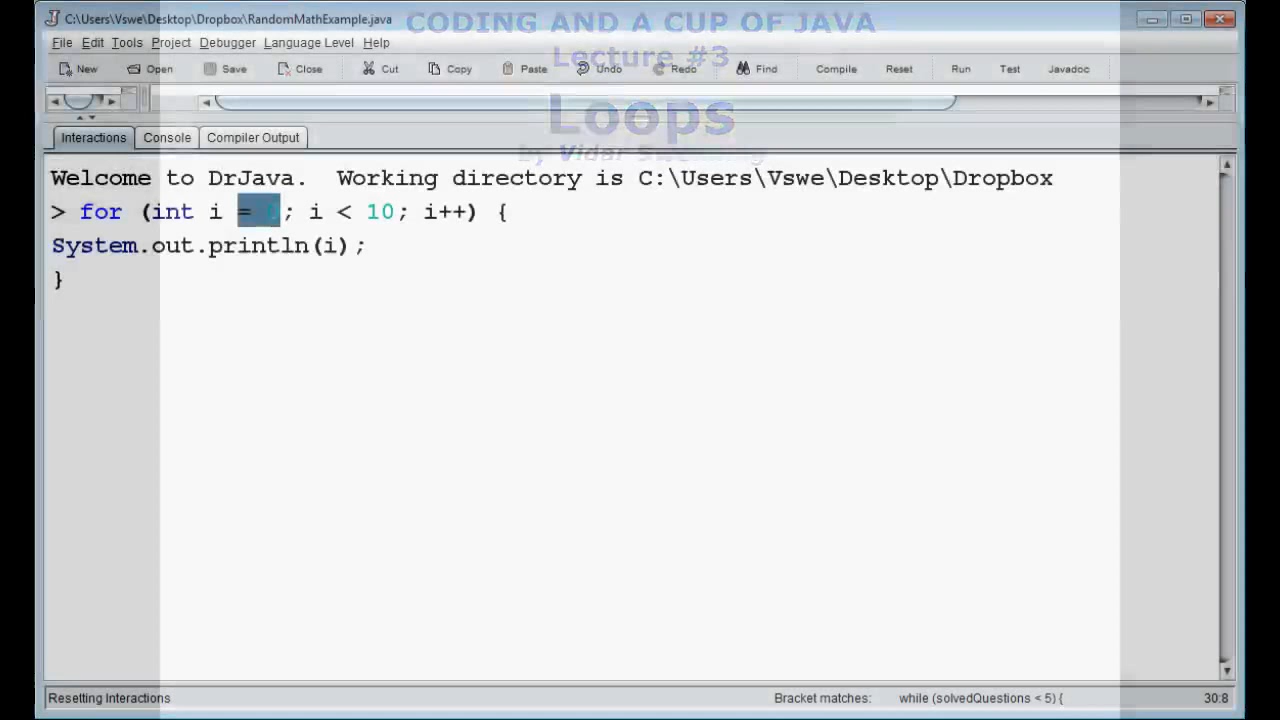 C:\Users\Vswe\Desktop\Dropbox\RandomMathExample.java
CODING AND A CUP OF JAVA
File Edit Tools Project Debugger Language Level Help
Lecture #3
New Open Save Close Cut Copy Paste Undo Redo Find Compile Reset Run Test Javadoc
Loops
Interactions Console Compiler Output
by Vidar
Welcome to DrJava.  Working directory is C:\Users\Vswe\Desktop\Dropbox
> for (int i = ; i < 10; i++) {
System.out.println(i);
}
Resetting Interactions Bracket matches: while (solvedQuestions < 5) { 30:8